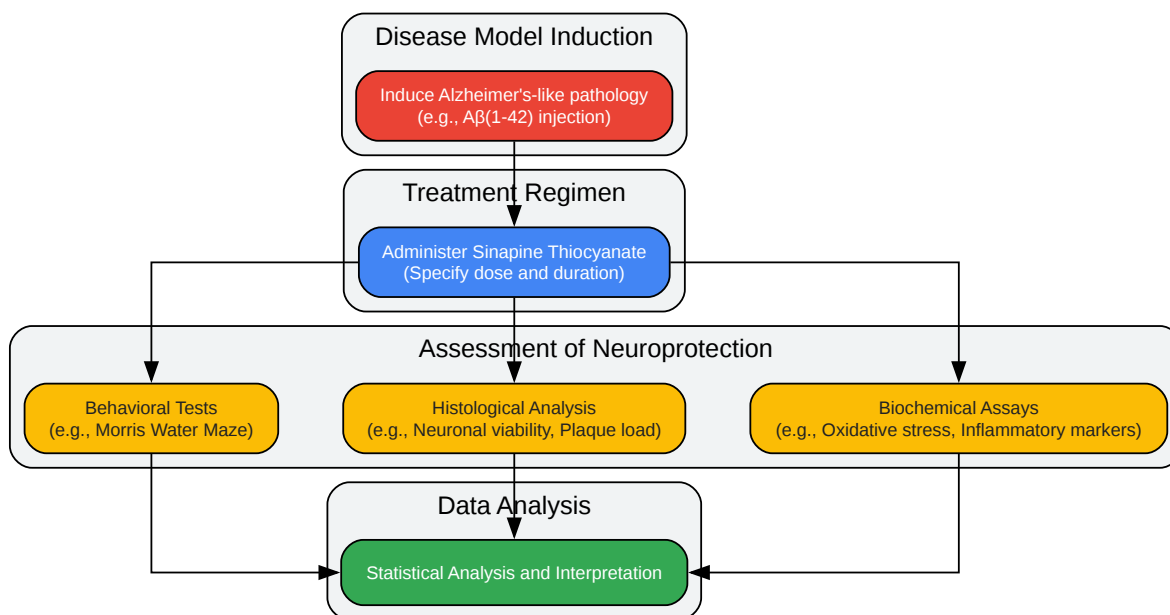 Disease Model Induction
Induce Alzheimer's-like pathology
(e.g., Aβ(1-42) injection)
Treatment Regimen
Administer Sinapine Thiocyanate
(Specify dose and duration)
Assessment of Neuroprotection
Behavioral Tests
(e.g., Morris Water Maze)
Histological Analysis
(e.g., Neuronal viability, Plaque load)
Biochemical Assays
(e.g., Oxidative stress, Inflammatory markers)
Data Analysis
Statistical Analysis and Interpretation